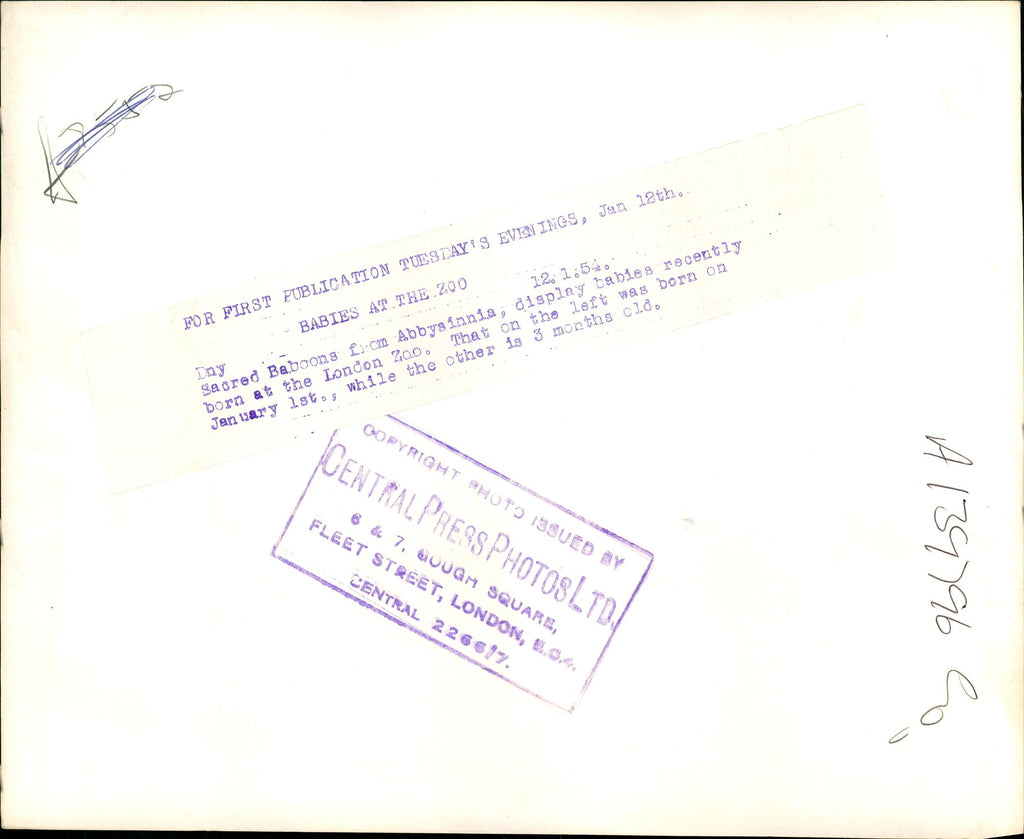 FOR FIRST PUBLICATION TUESDAY'S EVENINGS, Jan 12th.
BABIES AT THE ZOO 12.1.54.
Dny
Sacred Baboons from Abbysinnia, display babies recently
born at the London Zoo. That on the left was born on
January 1st., while the other is 3 months old.
COPYRIGHT PHOTO ISSUED BY
CENTRAL PRESS PHOTOS LTD.
6 & 7, GOUGH SQUARE,
FLEET STREET, LONDON, E.C.4.
CENTRAL 2266/7.
A139796